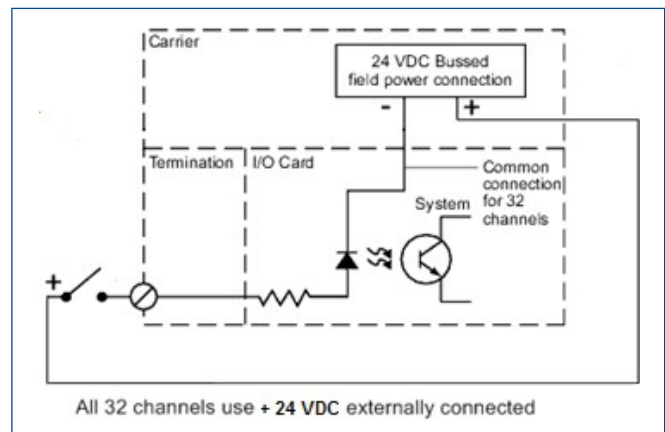 Carrier
24 VDC Bussed
field power connection
- +
Termination
I/O Card
Common
connection
for 32
channels
System
+
All 32 channels use + 24 VDC externally connected